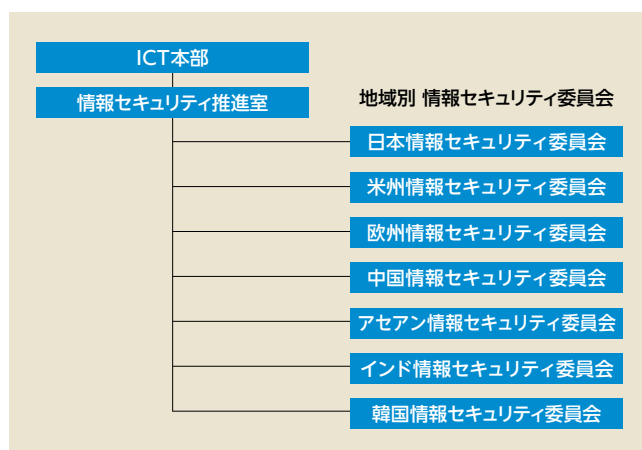 ICT本部
情報セキュリティ推進室
地域別 情報セキュリティ委員会
日本情報セキュリティ委員会
米州情報セキュリティ委員会
欧州情報セキュリティ委員会
中国情報セキュリティ委員会
アセアン情報セキュリティ委員会
インド情報セキュリティ委員会
韓国情報セキュリティ委員会